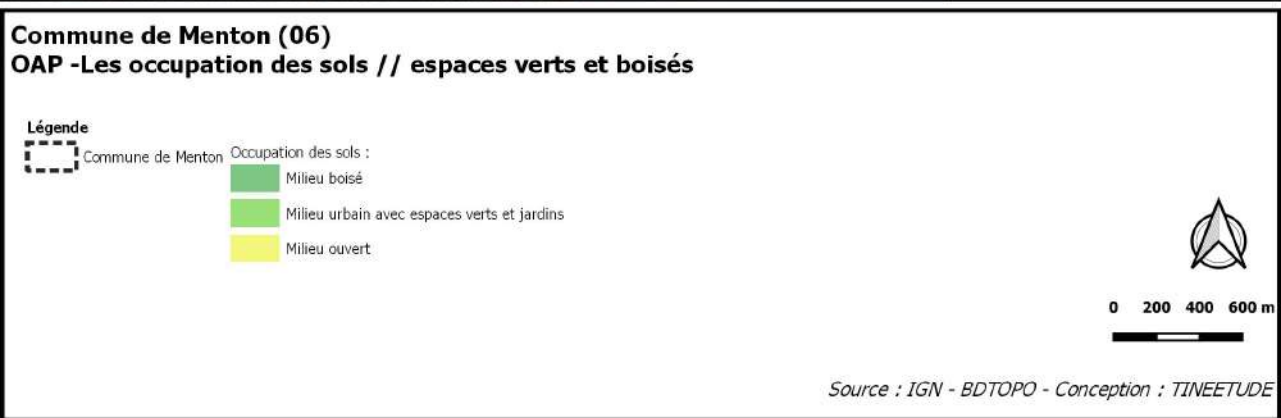 Commune de Menton (06)
OAP -Les occupation des sols // espaces verts et boisés
Légende
Commune de Menton
Occupation des sols :
Milieu boisé
Milieu urbain avec espaces verts et jardins
Milieu ouvert
0 200 400 600 m
Source : IGN - BDTOPO - Conception : TINEETUDE